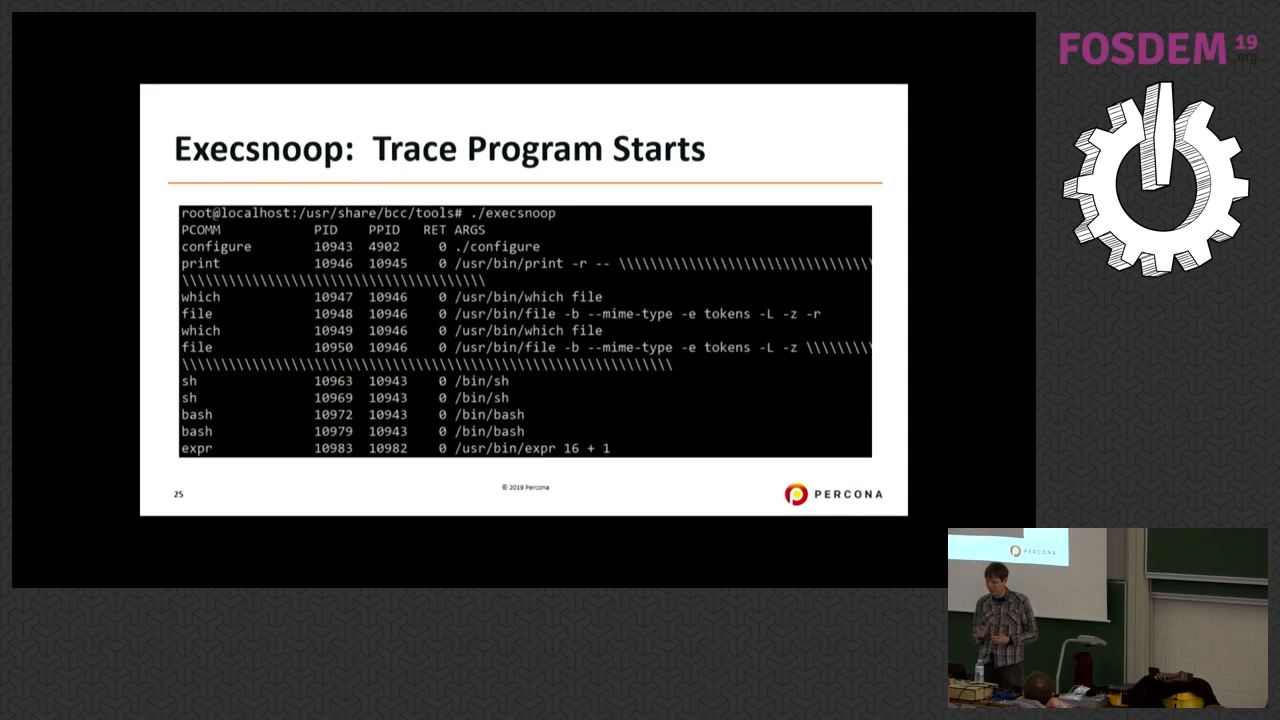 FOSDEM 19
.org
Execsnoop: Trace Program Starts
root@localhost:/usr/share/bcc/tools# ./execsnoop
PCOMM PID PPID RET ARGS
configure 10943 4902 0 ./configure
print 10946 10945 0 /usr/bin/print -r -- \\\\\\\\\\\\\\\\\\\\\\\\\\\\\\\\\
\\\\\\\\\\\\\\\\\\\\\\\\\\\\\\\\\\\\\\\
which 10947 10946 0 /usr/bin/which file
file 10948 10946 0 /usr/bin/file -b --mime-type -e tokens -L -z -r
which 10949 10946 0 /usr/bin/which file
file 10950 10946 0 /usr/bin/file -b --mime-type -e tokens -L -z \\\\\\\\\
\\\\\\\\\\\\\\\\\\\\\\\\\\\\\\\\\\\\\\\\\\\\\\\\\\\\\\\\\\\\\\\
sh 10963 10943 0 /bin/sh
sh 10969 10943 0 /bin/sh
bash 10972 10943 0 /bin/bash
bash 10979 10943 0 /bin/bash
expr 10983 10982 0 /usr/bin/expr 16 + 1
25
© 2019 Percona
PERCONA
PERCONA